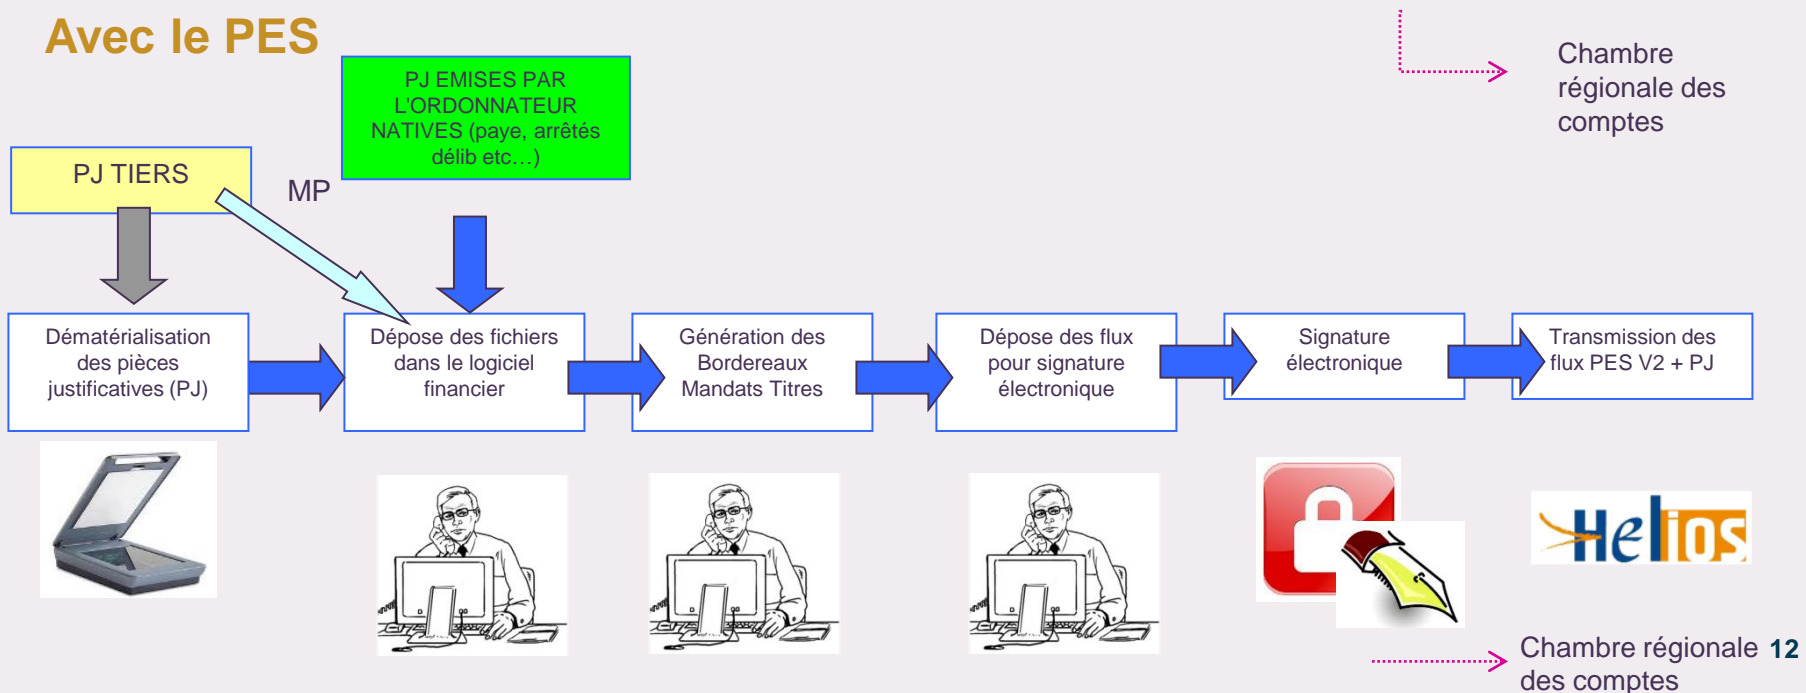 Avec le PES
Chambre
régionale des
comptes
PJ EMISES PAR
L'ORDONNATEUR
NATIVES (paye, arrêtés
délib etc…)
PJ TIERS
MP
Dématérialisation
des pièces
justificatives (PJ)
Dépose des fichiers
dans le logiciel
financier
Génération des
Bordereaux
Mandats Titres
Dépose des flux
pour signature
électronique
Signature
électronique
Transmission des
flux PES V2 + PJ
Helios
Chambre régionale
des comptes
12